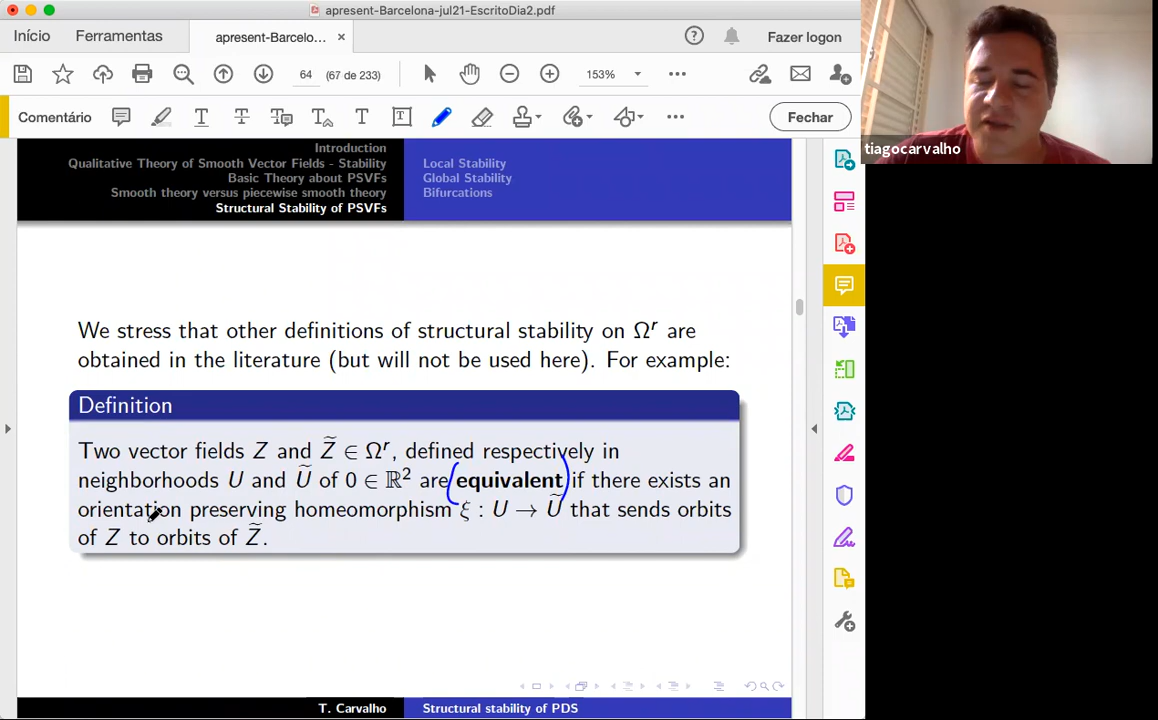 apresent-Barcelona-jul21-EscritoDia2.pdf
Início Ferramentas apresent-Barcelo... × Fazer logon
64 (67 de 233) 153%
Comentário Fechar
tiagocarvalho
Introduction
Qualitative Theory of Smooth Vector Fields - Stability
Basic Theory about PSVFs
Smooth theory versus piecewise smooth theory
Structural Stability of PSVFs
Local Stability
Global Stability
Bifurcations
We stress that other definitions of structural stability on Ωʳ are
obtained in the literature (but will not be used here). For example:
Definition
Two vector fields Z and Z̃ ∈ Ωʳ, defined respectively in
neighborhoods U and Ũ of 0 ∈ ℝ² are equivalent if there exists an
orientation preserving homeomorphism ξ : U → Ũ that sends orbits
of Z to orbits of Z̃.
T. Carvalho Structural stability of PDS